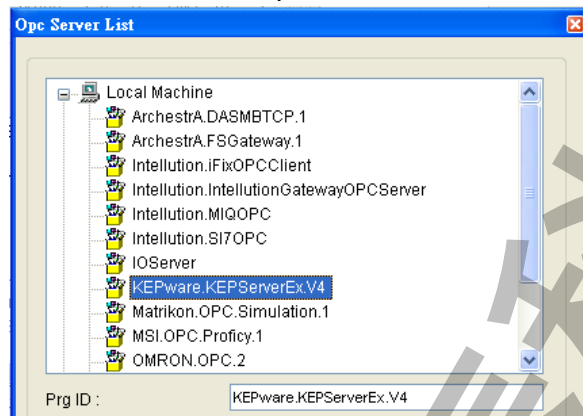 Opc Server List
Local Machine
ArchestrA.DASMBTCP.1
ArchestrA.FSGateway.1
Intellution.iFixOPCClient
Intellution.IntellutionGatewayOPCServer
Intellution.MIQOPC
Intellution.SI7OPC
IOServer
KEPware.KEPServerEx.V4
Matrikon.OPC.Simulation.1
MSI.OPC.Proficy.1
OMRON.OPC.2
Prg ID : KEPware.KEPServerEx.V4